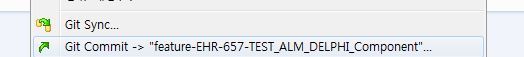 Git Sync...
Git Commit -> "feature-EHR-657-TEST_ALM_DELPHI_Component"...